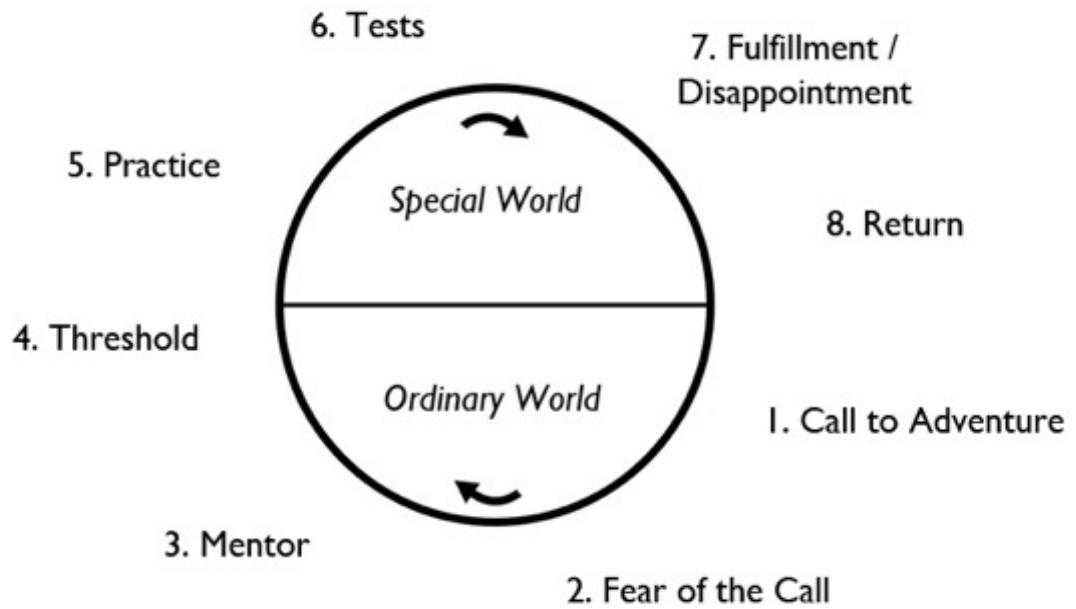 6. Tests
7. Fulfillment /
Disappointment
5. Practice
Special World
8. Return
4. Threshold
Ordinary World
1. Call to Adventure
3. Mentor
2. Fear of the Call